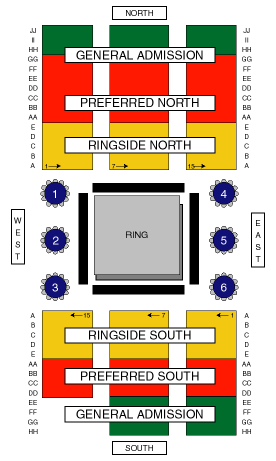 NORTH
JJ JJ
II II
HH GENERAL ADMISSION HH
GG GG
FF FF
EE EE
DD DD
CC PREFERRED NORTH CC
BB BB
AA AA
E E
D D
C RINGSIDE NORTH C
B B
A 1 7 15 A
1 4
WEST 2 RING 5 EAST
3 6
A 15 7 1 A
B B
C RINGSIDE SOUTH C
D D
E E
AA AA
BB PREFERRED SOUTH BB
CC CC
DD DD
EE EE
FF GENERAL ADMISSION FF
GG GG
HH HH
SOUTH